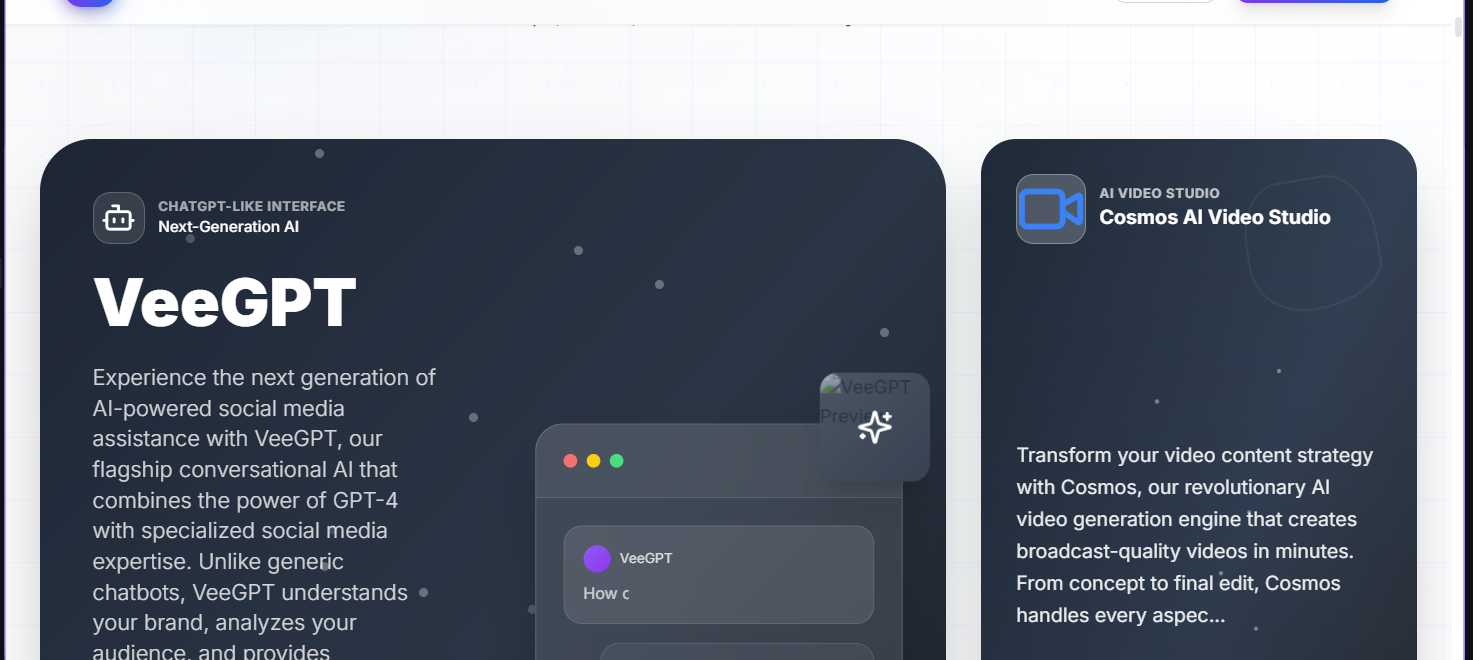 CHATGPT-LIKE INTERFACE
Next-Generation AI
VeeGPT
Experience the next generation of
AI-powered social media
assistance with VeeGPT, our
flagship conversational AI that
combines the power of GPT-4
with specialized social media
expertise. Unlike generic
chatbots, VeeGPT understands
your brand, analyzes your
audience, and provides
VeeGPT
Preview
VeeGPT
How c
AI VIDEO STUDIO
Cosmos AI Video Studio
Transform your video content strategy
with Cosmos, our revolutionary AI
video generation engine that creates
broadcast-quality videos in minutes.
From concept to final edit, Cosmos
handles every aspec...